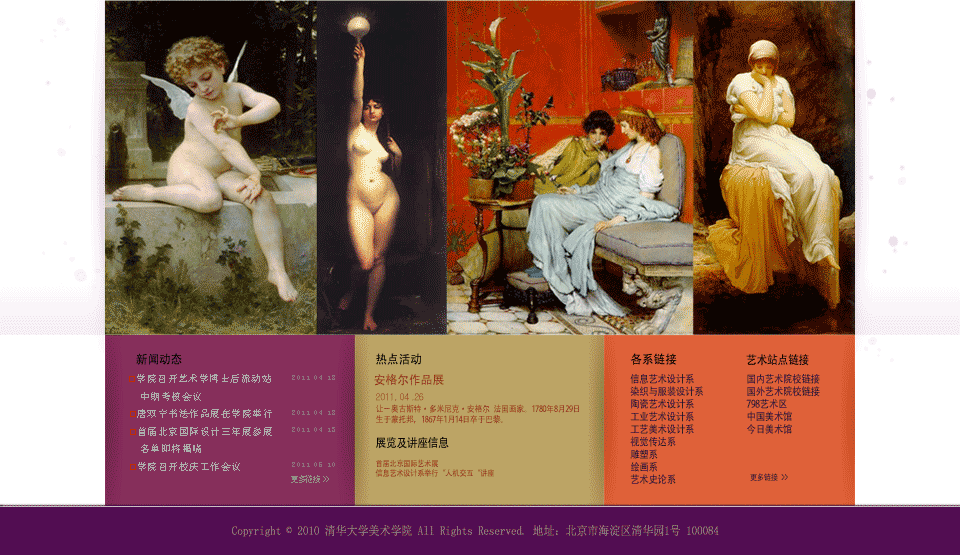 新闻动态
学院召开艺术学博士后流动站 2011 04 12
中期考核会议
唐双宁书法作品展在学院举行 2011 04 12
首届北京国际设计三年展参展 2011 04 15
名单即将揭晓
学院召开校庆工作会议 2011 05 10
更多链接 >>
热点活动
安格尔作品展
2011. 04 .26
让－奥古斯特·多米尼克·安格尔 法国画家. 1780年8月29日
生于蒙托邦, 1867年1月14日卒于巴黎。
展览及讲座信息
首届北京国际艺术展
信息艺术设计系举行“人机交互”讲座
各系链接
信息艺术设计系
染织与服装设计系
陶瓷艺术设计系
工业艺术设计系
工艺美术设计系
视觉传达系
雕塑系
绘画系
艺术史论系
艺术站点链接
国内艺术院校链接
国外艺术院校链接
798艺术区
中国美术馆
今日美术馆
更多链接 >>
Copyright © 2010 清华大学美术学院 All Rights Reserved. 地址: 北京市海淀区清华园1号 100084